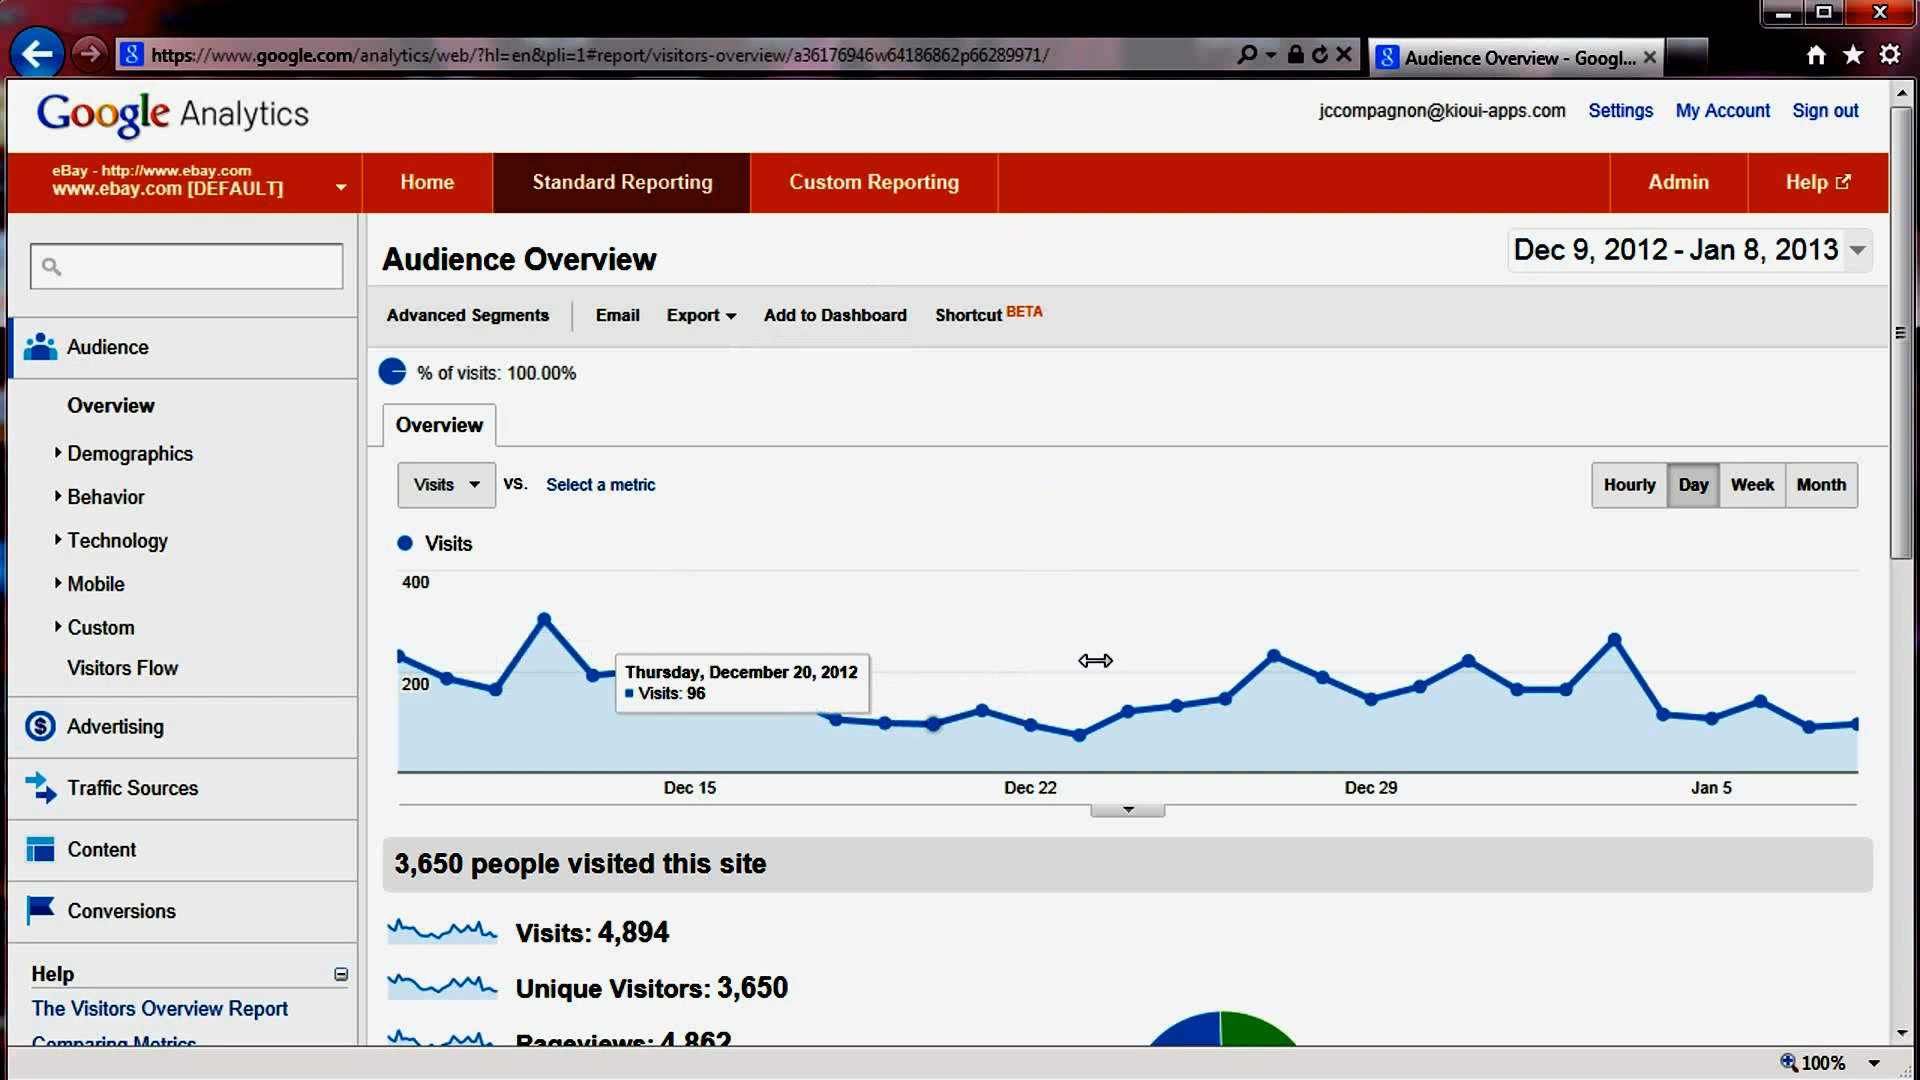 https://www.google.com/analytics/web/?hl=en&pli=1#report/visitors-overview/a36176946w64186862p66289971/
Audience Overview - Googl...
Google Analytics
jccompagnon@kioui-apps.com Settings My Account Sign out
eBay - http://www.ebay.com
www.ebay.com [DEFAULT]
Home Standard Reporting Custom Reporting Admin Help
Audience Overview
Dec 9, 2012 - Jan 8, 2013
Advanced Segments Email Export Add to Dashboard Shortcut BETA
% of visits: 100.00%
Overview
Visits VS. Select a metric
Hourly Day Week Month
Visits
400
200
Thursday, December 20, 2012
Visits: 96
Dec 15 Dec 22 Dec 29 Jan 5
3,650 people visited this site
Visits: 4,894
Unique Visitors: 3,650
Pageviews: 4,862
Audience
Overview
Demographics
Behavior
Technology
Mobile
Custom
Visitors Flow
Advertising
Traffic Sources
Content
Conversions
Help
The Visitors Overview Report
Comparing Metrics
100%